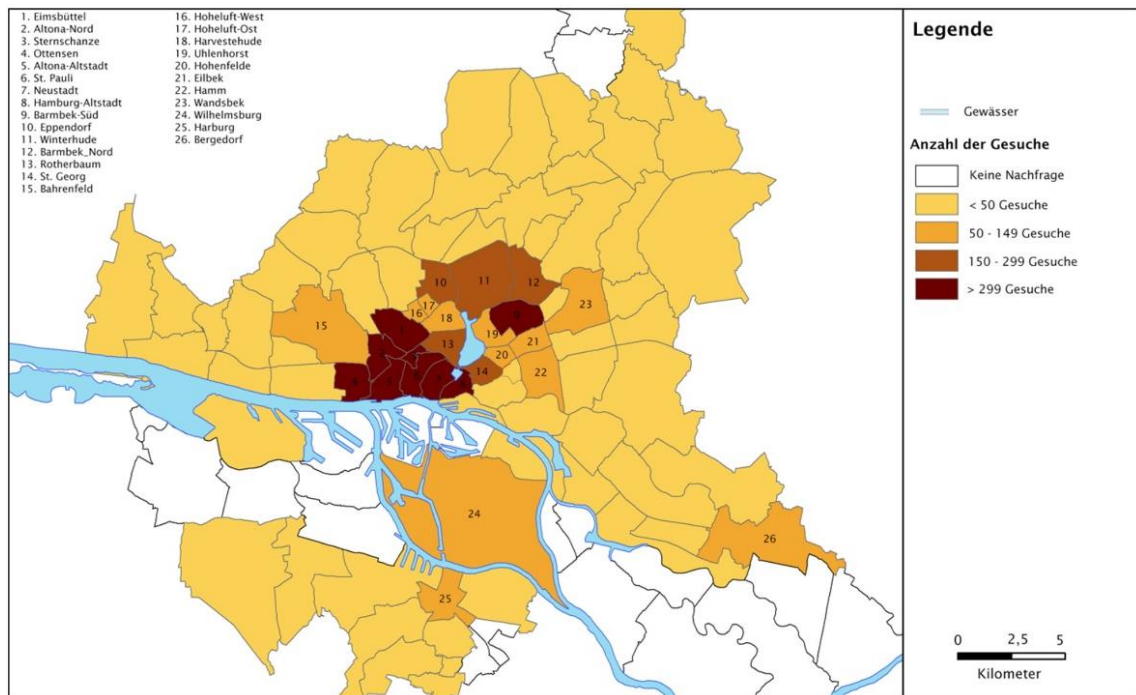 1. Eimsbüttel
2. Altona-Nord
3. Sternschanze
4. Ottensen
5. Altona-Altstadt
6. St. Pauli
7. Neustadt
8. Hamburg-Altstadt
9. Barmbek-Süd
10. Eppendorf
11. Winterhude
12. Barmbek_Nord
13. Rotherbaum
14. St. Georg
15. Bahrenfeld
16. Hoheluft-West
17. Hoheluft-Ost
18. Harvestehude
19. Uhlenhorst
20. Hohenfelde
21. Eilbek
22. Hamm
23. Wandsbek
24. Wilhelmsburg
25. Harburg
26. Bergedorf
10
11
12
17
16
18
23
15
19
13
21
20
14
22
24
26
25
Legende
Gewässer
Anzahl der Gesuche
Keine Nachfrage
< 50 Gesuche
50 - 149 Gesuche
150 - 299 Gesuche
> 299 Gesuche
0 2,5 5
Kilometer